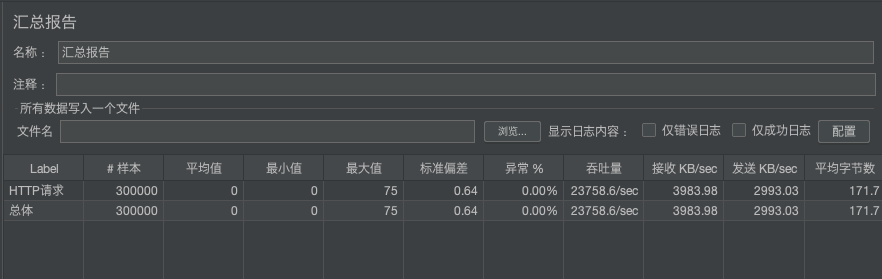 汇总报告
名称： 汇总报告
注释：
所有数据写入一个文件
文件名 浏览... 显示日志内容： 仅错误日志 仅成功日志 配置
Label # 样本 平均值 最小值 最大值 标准偏差 异常 % 吞吐量 接收 KB/sec 发送 KB/sec 平均字节数
HTTP请求 300000 0 0 75 0.64 0.00% 23758.6/sec 3983.98 2993.03 171.7
总体 300000 0 0 75 0.64 0.00% 23758.6/sec 3983.98 2993.03 171.7